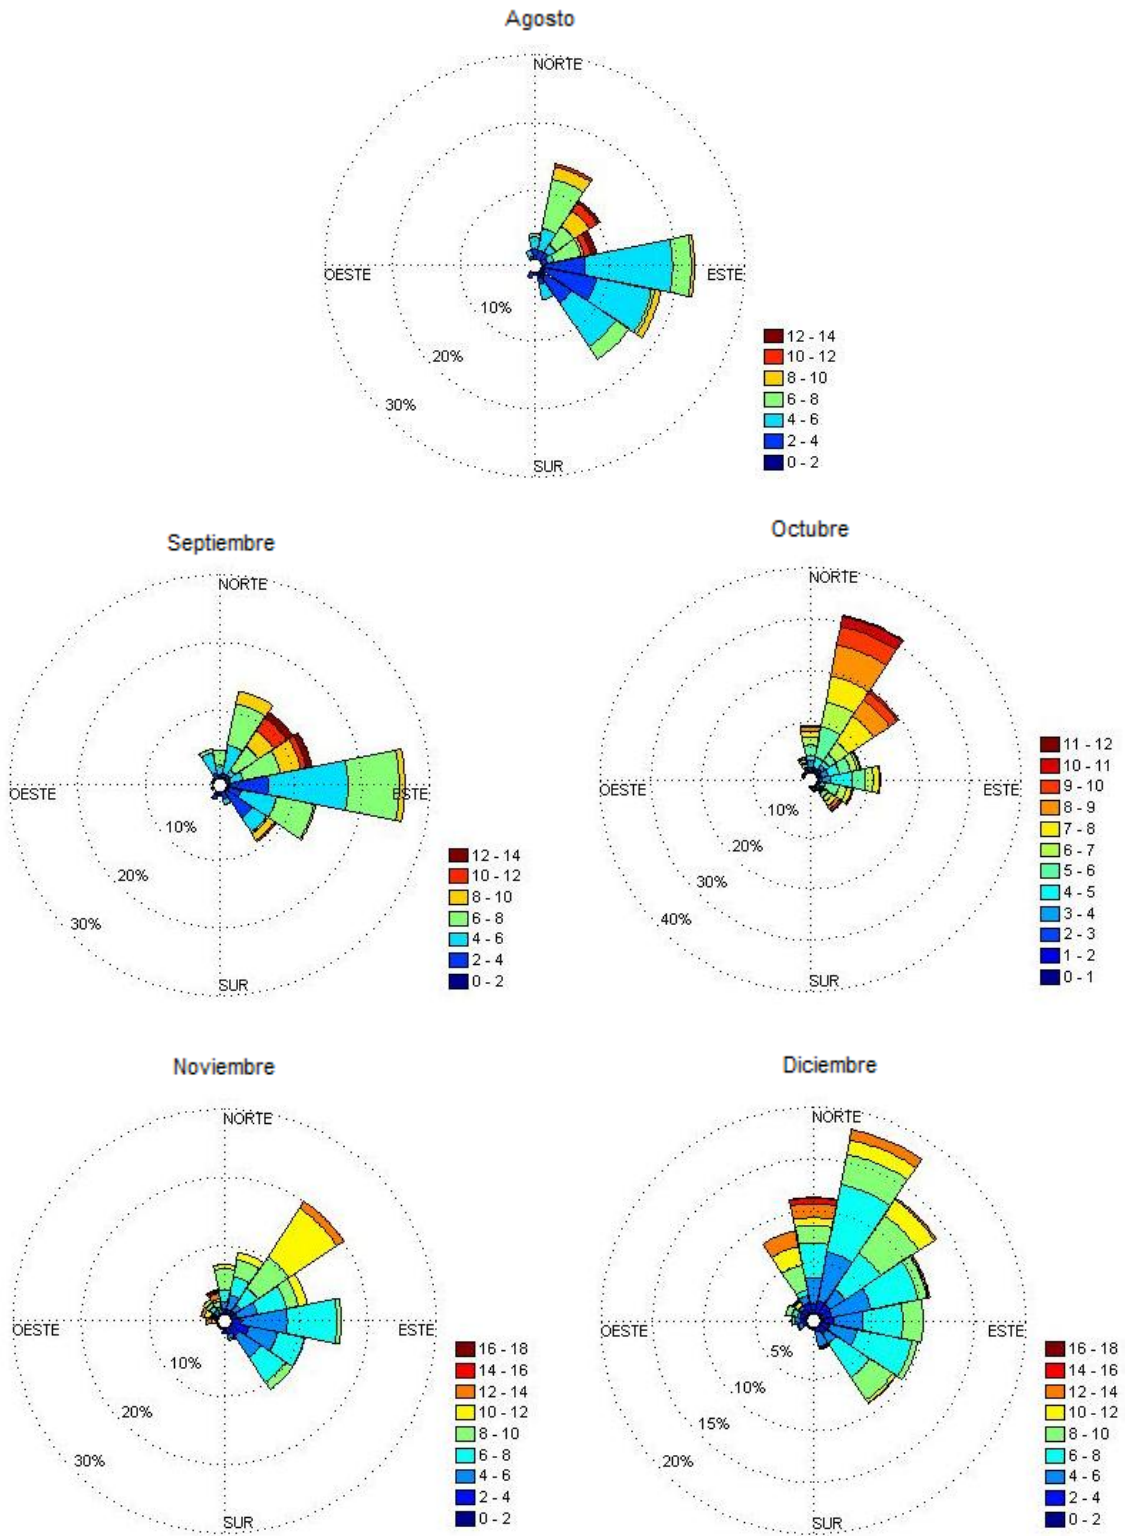 Agosto
NORTE
OESTE
ESTE
10%
20%
30%
SUR
12 - 14
10 - 12
8 - 10
6 - 8
4 - 6
2 - 4
0 - 2
Septiembre
NORTE
OESTE
ESTE
10%
20%
30%
SUR
12 - 14
10 - 12
8 - 10
6 - 8
4 - 6
2 - 4
0 - 2
Octubre
NORTE
OESTE
ESTE
10%
20%
30%
40%
SUR
11 - 12
10 - 11
9 - 10
8 - 9
7 - 8
6 - 7
5 - 6
4 - 5
3 - 4
2 - 3
1 - 2
0 - 1
Noviembre
NORTE
OESTE
ESTE
10%
20%
30%
SUR
16 - 18
14 - 16
12 - 14
10 - 12
8 - 10
6 - 8
4 - 6
2 - 4
0 - 2
Diciembre
NORTE
OESTE
ESTE
5%
10%
15%
20%
SUR
16 - 18
14 - 16
12 - 14
10 - 12
8 - 10
6 - 8
4 - 6
2 - 4
0 - 2